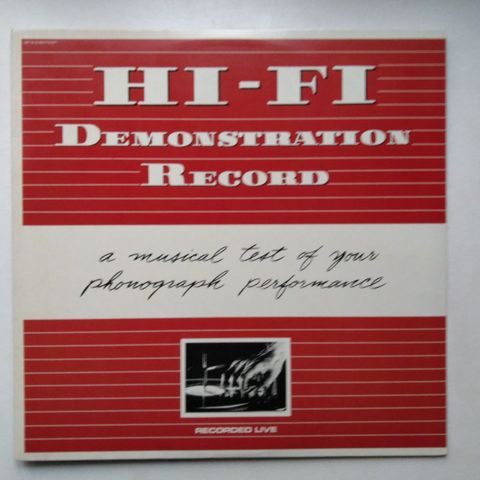 HI-FI
DEMONSTRATION
RECORD
a musical test of your
phonograph performance
RECORDED LIVE